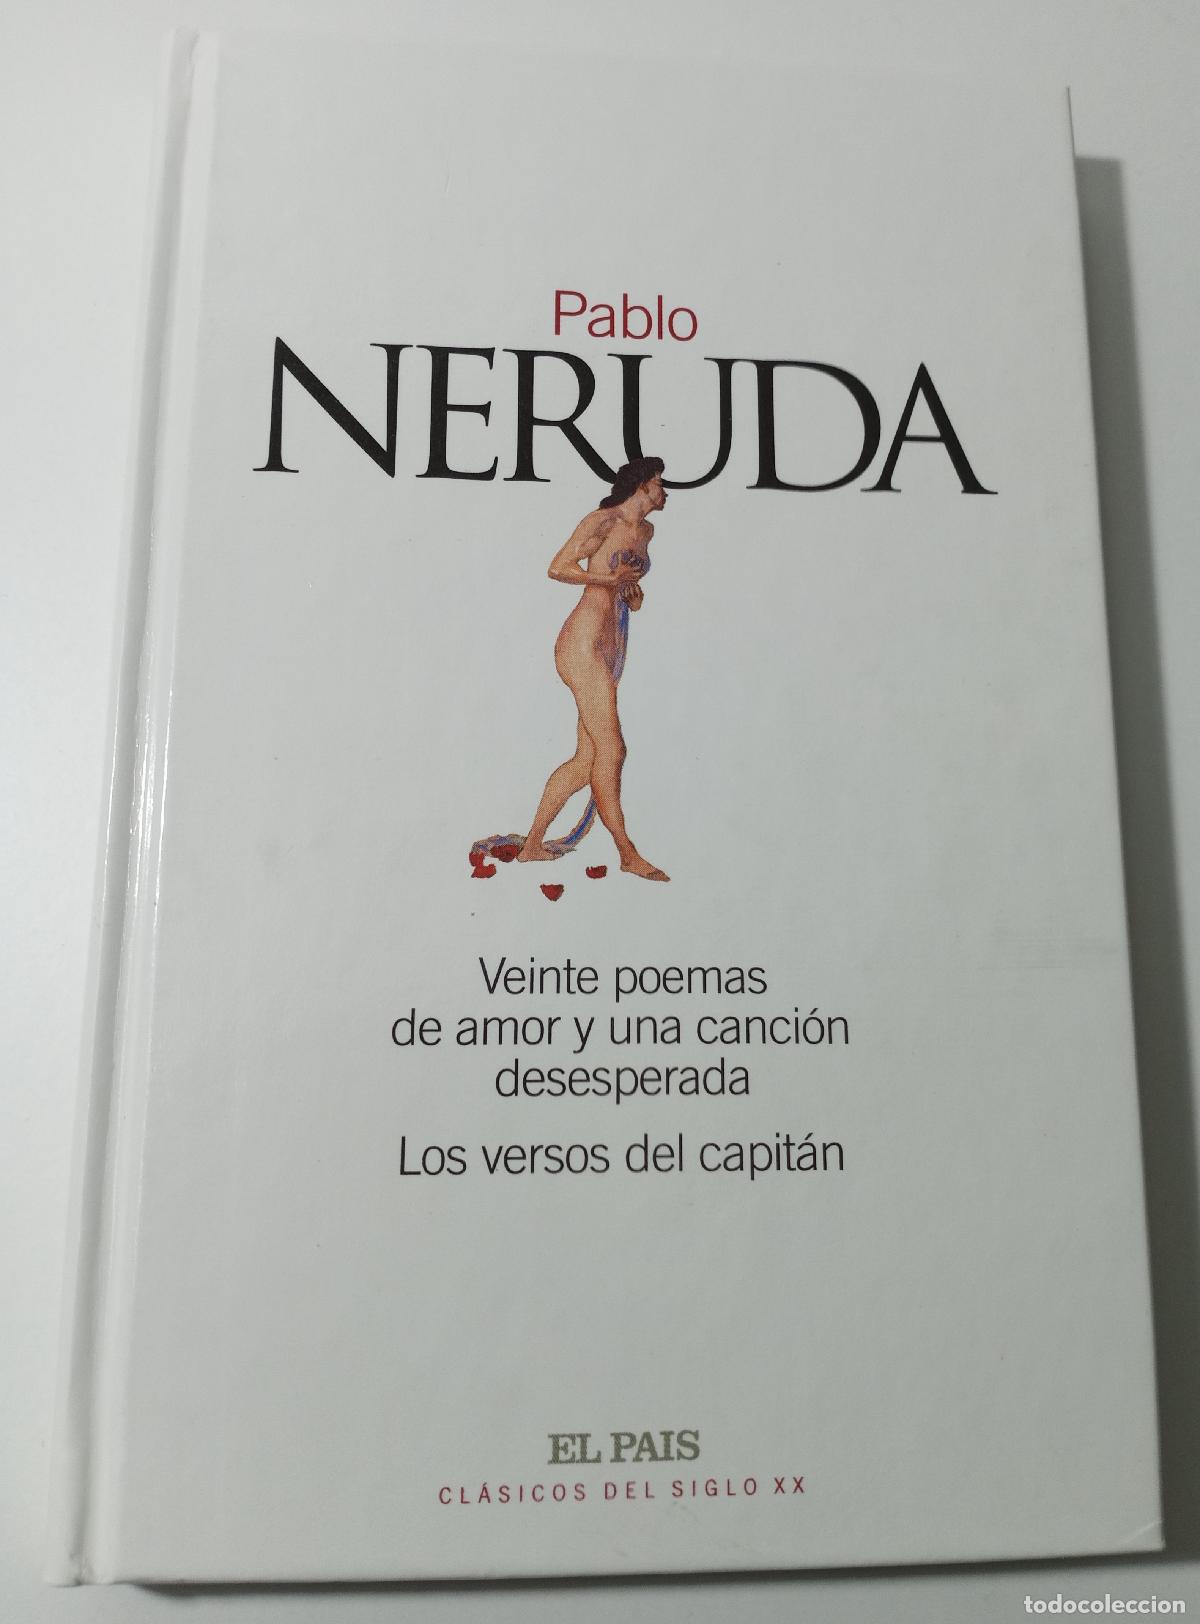 Pablo
NERUDA
Veinte poemas
de amor y una canción
desesperada
Los versos del capitán
EL PAIS
CLÁSICOS DEL SIGLO XX
todocoleccion